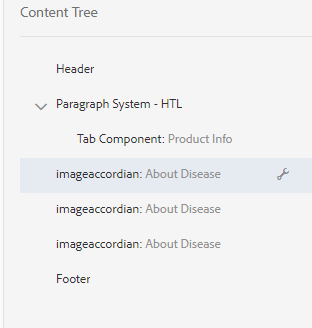 Content Tree
Header
Paragraph System - HTL
Tab Component: Product Info
imageaccordian: About Disease
imageaccordian: About Disease
imageaccordian: About Disease
Footer